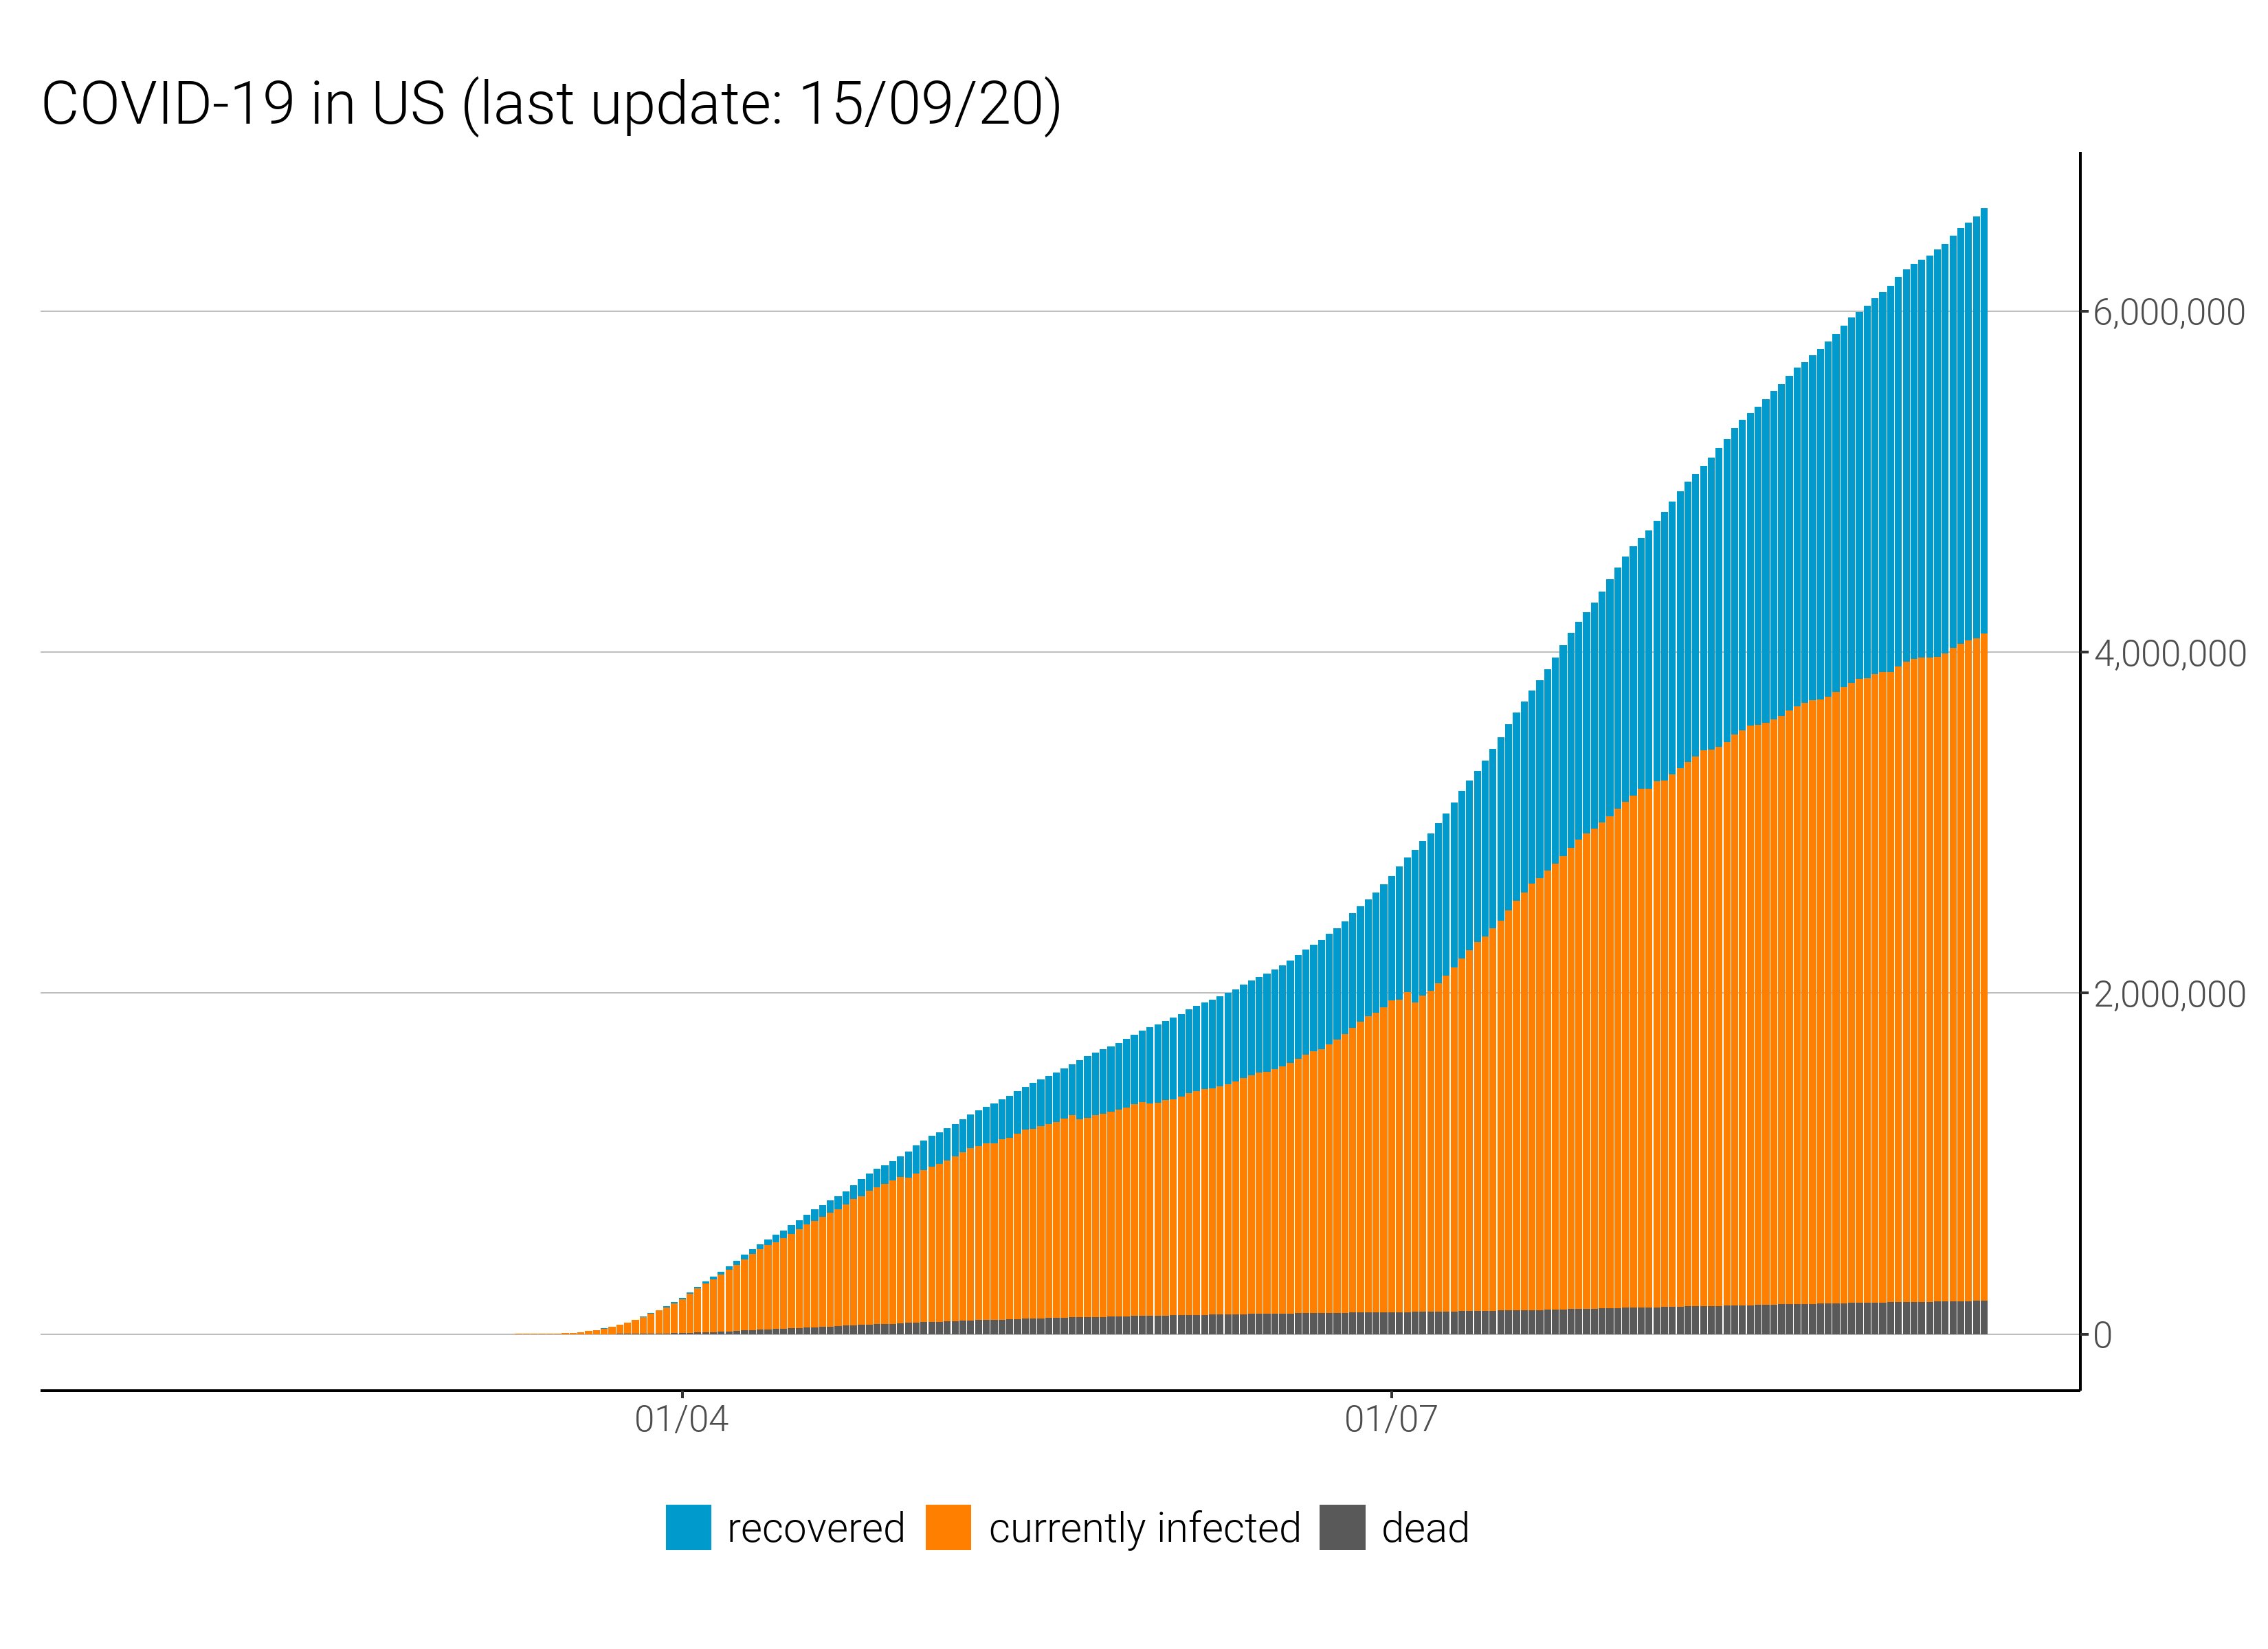 COVID-19 in US (last update: 15/09/20)
6,000,000
4,000,000
2,000,000
0
01/04 01/07
recovered currently infected dead